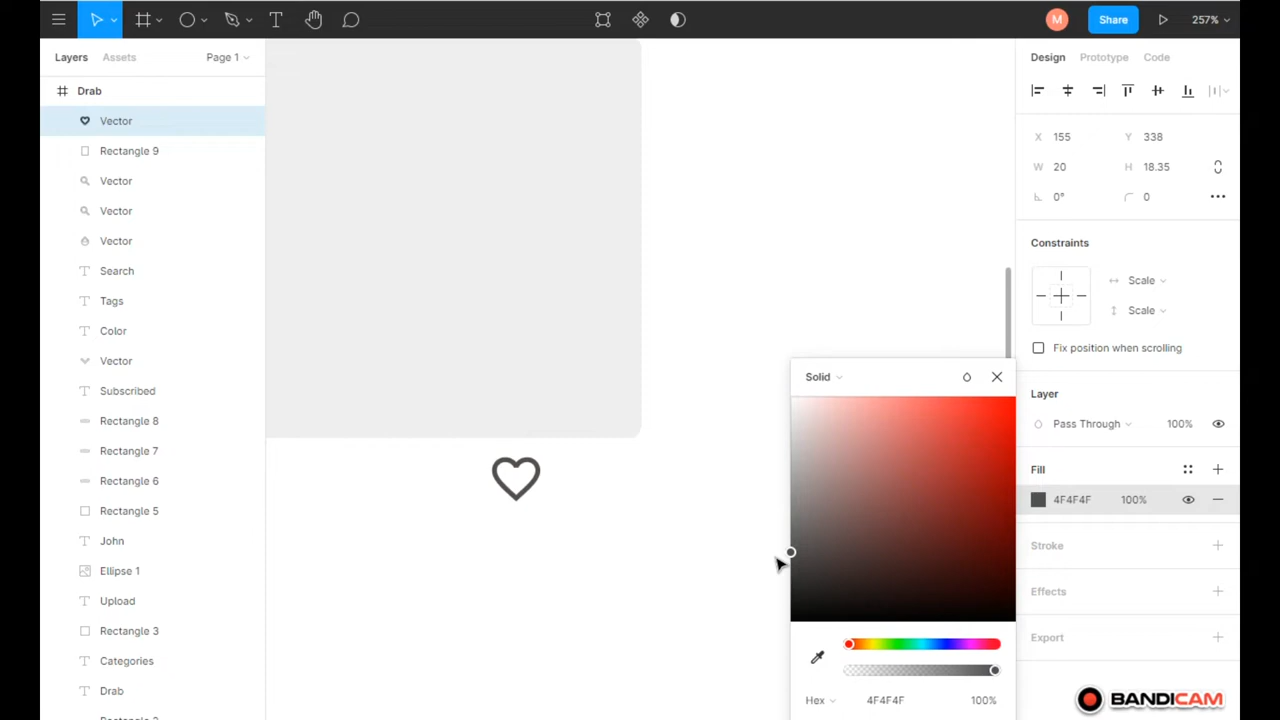 M
Share
257%
Layers
Assets
Page 1
Drab
Vector
Rectangle 9
Vector
Vector
Vector
Search
Tags
Color
Vector
Subscribed
Rectangle 8
Rectangle 7
Rectangle 6
Rectangle 5
John
Ellipse 1
Upload
Rectangle 3
Categories
Drab
Design
Prototype
Code
X 155 Y 338
W 20 H 18.35
0° 0
Constraints
Scale
Scale
Fix position when scrolling
Layer
Pass Through 100%
Fill
4F4F4F 100%
Stroke
Effects
Export
Solid
Hex 4F4F4F 100%
BANDICAM